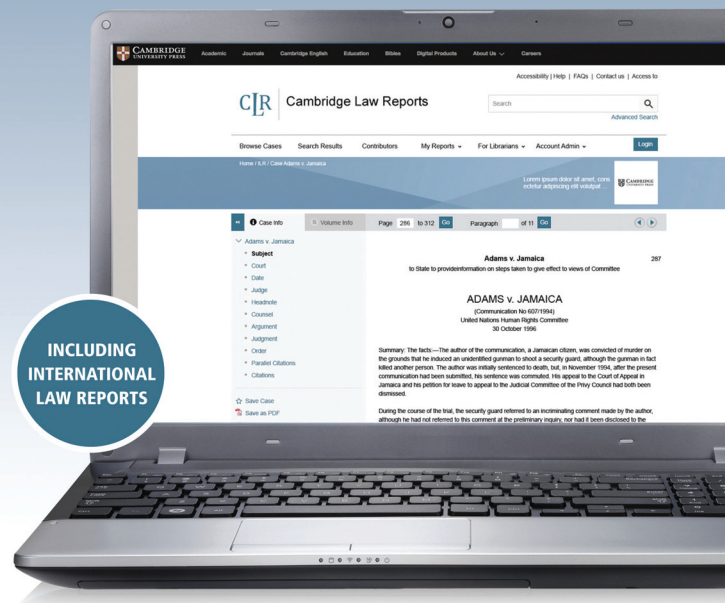 CAMBRIDGE
UNIVERSITY PRESS
Academic Journals Cambridge English Education Bibles Digital Products About Us Careers
Accessibility | Help | FAQs | Contact us | Access to
CLR Cambridge Law Reports
Search
Advanced Search
Browse Cases Search Results Contributors My Reports For Librarians Account Admin Login
Home / ILR / Case Adams v. Jamaica
Lorem ipsum dolor sit amet, cons
ectetur adipiscing elit volutpat
CAMBRIDGE
UNIVERSITY PRESS
Case Info Volume Info Page 286 to 312 Go Paragraph of 11 Go
Adams v. Jamaica
Subject
Court
Date
Judge
Headnote
Counsel
Argument
Judgment
Order
Parallel Citations
Citations
Save Case
Save as PDF
Adams v. Jamaica 287
to State to provideinformation on steps taken to give effect to views of Committee
ADAMS v. JAMAICA
(Communication No 607/1994)
United Nations Human Rights Committee
30 October 1996
Summary: The facts:—The author of the communication, a Jamaican citizen, was convicted of murder on
the grounds that he induced an unidentified gunman to shoot a security guard, although the gunman in fact
killed another person. The author was initially sentenced to death, but, in November 1994, after the present
communication had been submitted, his sentence was commuted. His appeal to the Court of Appeal in
Jamaica and his petition for leave to appeal to the Judicial Committee of the Privy Council had both been
dismissed.
During the course of the trial, the security guard referred to an incriminating comment made by the author,
although he had not referred to this comment at the preliminary inquiry, nor had it been disclosed to the
INCLUDING
INTERNATIONAL
LAW REPORTS